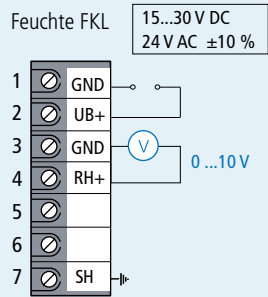 Feuchte FKL
15...30 V DC
24 V AC ±10 %
1 GND
2 UB+
3 GND
V
4 RH+
0 ...10 V
5
6
7 SH